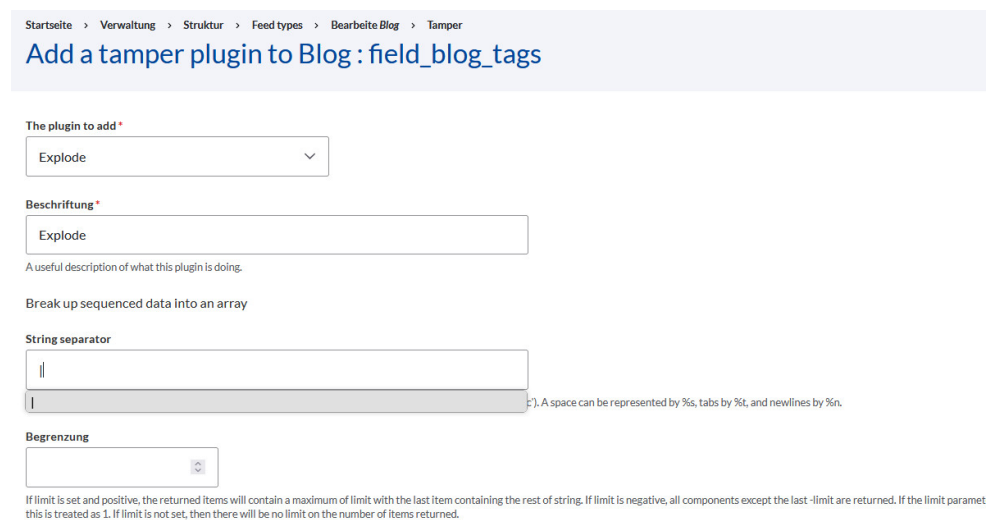 Startseite > Verwaltung > Struktur > Feed types > Bearbeite Blog > Tamper
Add a tamper plugin to Blog : field_blog_tags
The plugin to add *
Explode
Beschriftung *
Explode
A useful description of what this plugin is doing.
Break up sequenced data into an array
String separator
|
|
c'). A space can be represented by %s, tabs by %t, and newlines by %n.
Begrenzung
If limit is set and positive, the returned items will contain a maximum of limit with the last item containing the rest of string. If limit is negative, all components except the last -limit are returned. If the limit paramet
this is treated as 1. If limit is not set, then there will be no limit on the number of items returned.